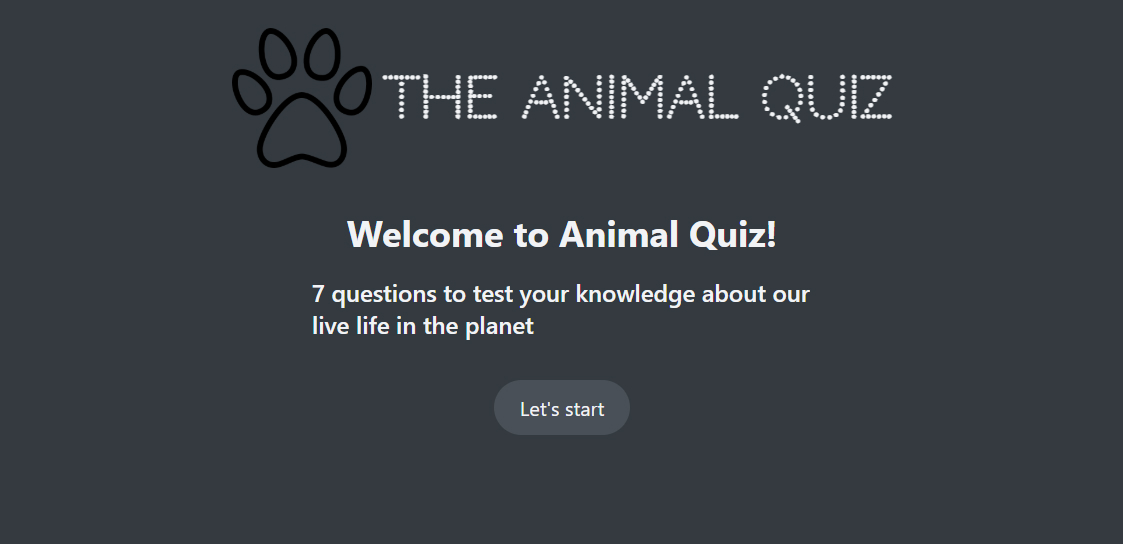 THE ANIMAL QUIZ
Welcome to Animal Quiz!
7 questions to test your knowledge about our
live life in the planet
Let's start